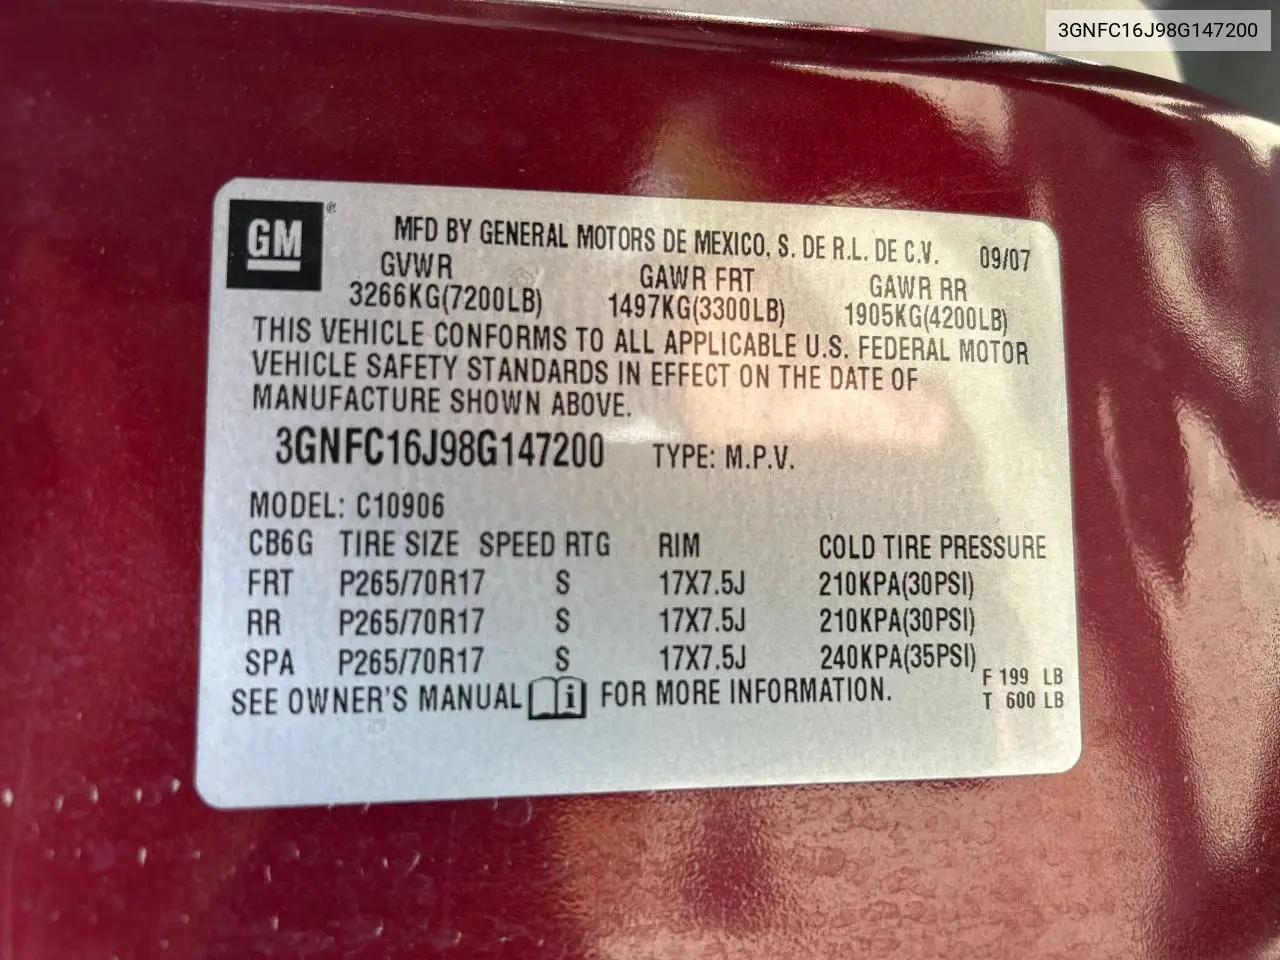 3GNFC16J98G147200
GM®
MFD BY GENERAL MOTORS DE MEXICO, S. DE R.L. DE C.V. 09/07
GVWR GAWR FRT GAWR RR
3266KG(7200LB) 1497KG(3300LB) 1905KG(4200LB)
THIS VEHICLE CONFORMS TO ALL APPLICABLE U.S. FEDERAL MOTOR
VEHICLE SAFETY STANDARDS IN EFFECT ON THE DATE OF
MANUFACTURE SHOWN ABOVE.
3GNFC16J98G147200 TYPE: M.P.V.
MODEL: C10906
CB6G TIRE SIZE SPEED RTG RIM COLD TIRE PRESSURE
FRT P265/70R17 S 17X7.5J 210KPA(30PSI)
RR P265/70R17 S 17X7.5J 210KPA(30PSI)
SPA P265/70R17 S 17X7.5J 240KPA(35PSI)
F 199 LB
SEE OWNER'S MANUAL i FOR MORE INFORMATION.
T 600 LB